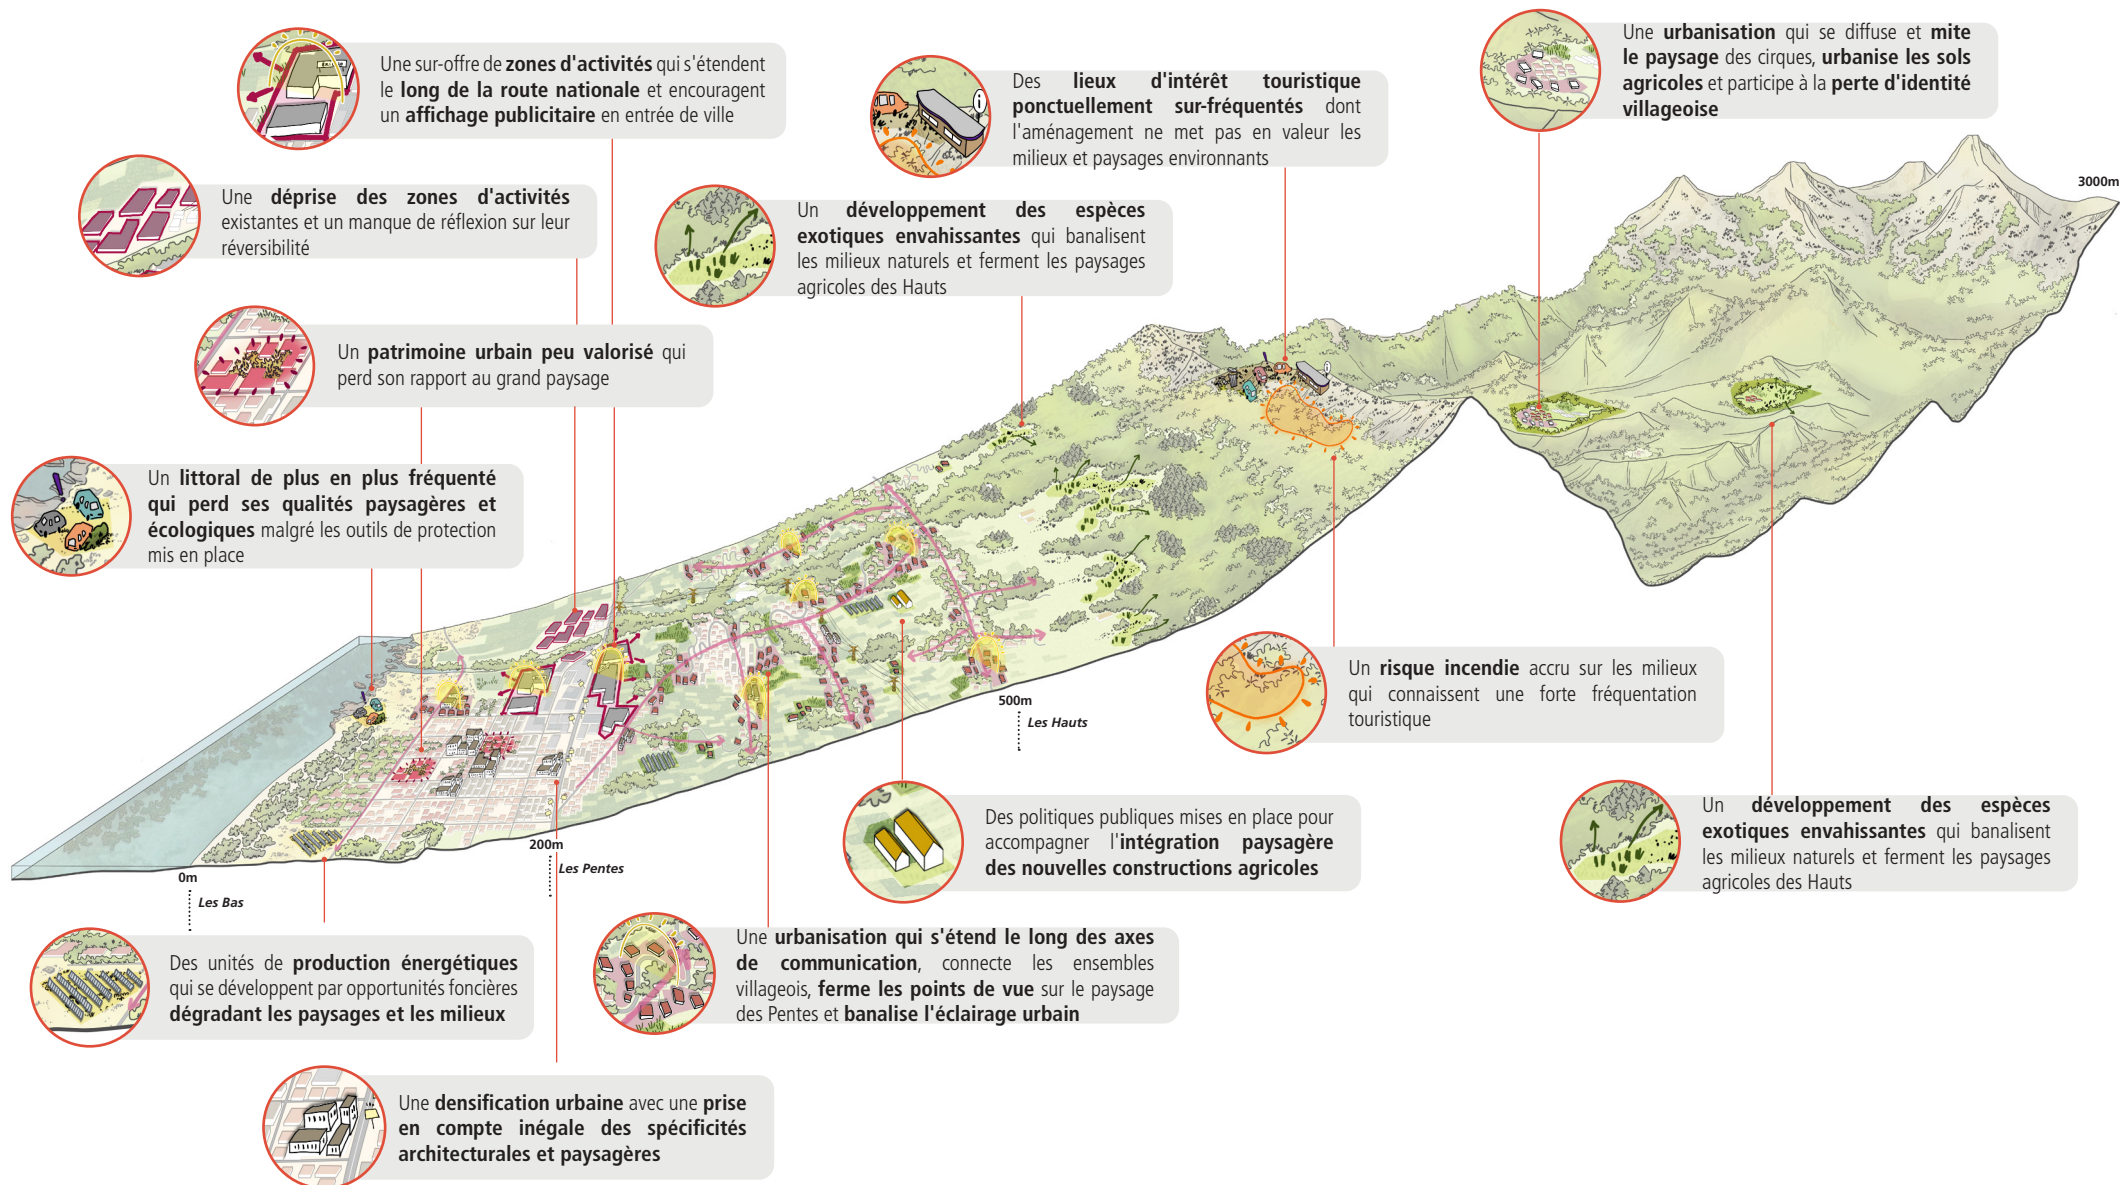 Une sur-offre de zones d'activités qui s'étendent
le long de la route nationale et encouragent
un affichage publicitaire en entrée de ville
Des lieux d'intérêt touristique
ponctuellement sur-fréquentés dont
l'aménagement ne met pas en valeur les
milieux et paysages environnants
Une urbanisation qui se diffuse et mite
le paysage des cirques, urbanise les sols
agricoles et participe à la perte d'identité
villageoise
Une déprise des zones d'activités
existantes et un manque de réflexion sur leur
réversibilité
Un développement des espèces
exotiques envahissantes qui banalisent
les milieux naturels et ferment les paysages
agricoles des Hauts
3000m
Un patrimoine urbain peu valorisé qui
perd son rapport au grand paysage
Un littoral de plus en plus fréquenté
qui perd ses qualités paysagères et
écologiques malgré les outils de protection
mis en place
Un risque incendie accru sur les milieux
qui connaissent une forte fréquentation
touristique
500m
Les Hauts
200m
Les Pentes
0m
Les Bas
Des politiques publiques mises en place pour
accompagner l'intégration paysagère
des nouvelles constructions agricoles
Un développement des espèces
exotiques envahissantes qui banalisent
les milieux naturels et ferment les paysages
agricoles des Hauts
Des unités de production énergétiques
qui se développent par opportunités foncières
dégradant les paysages et les milieux
Une urbanisation qui s'étend le long des axes
de communication, connecte les ensembles
villageois, ferme les points de vue sur le paysage
des Pentes et banalise l'éclairage urbain
Une densification urbaine avec une prise
en compte inégale des spécificités
architecturales et paysagères